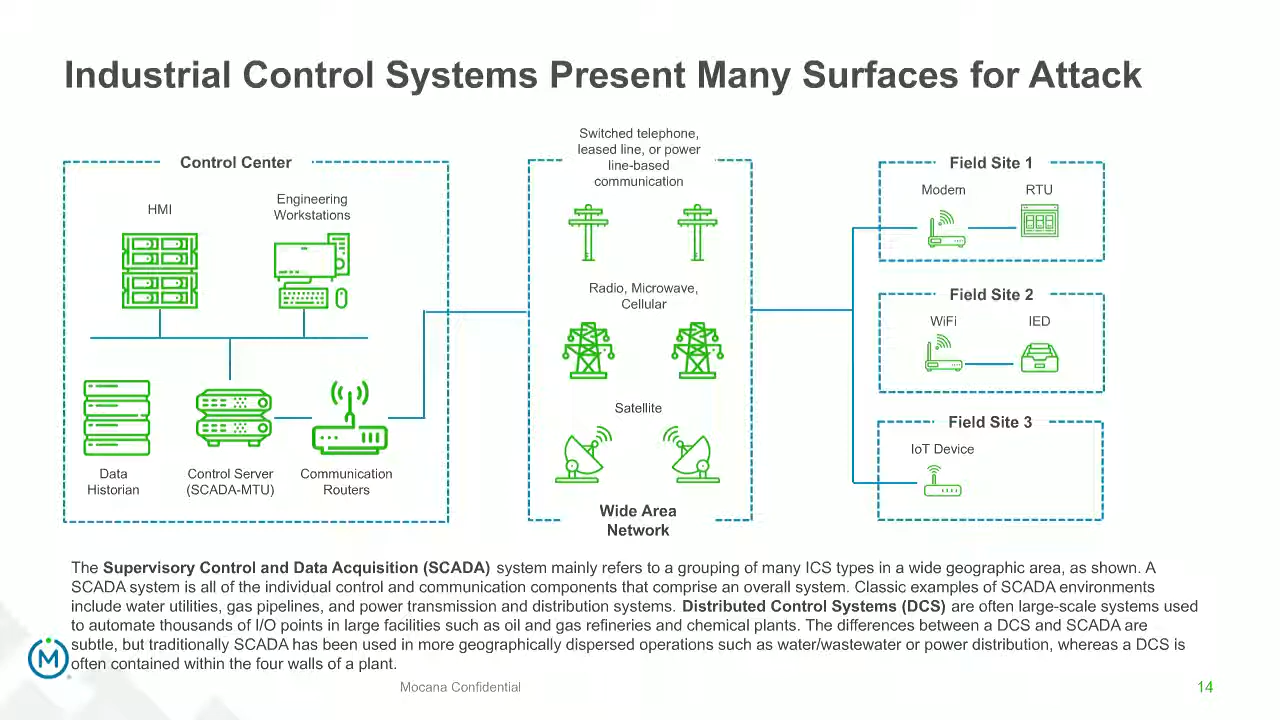 Industrial Control Systems Present Many Surfaces for Attack
Control Center
HMI
Engineering
Workstations
Data
Historian
Control Server
(SCADA-MTU)
Communication
Routers
Switched telephone,
leased line, or power
line-based
communication
Radio, Microwave,
Cellular
Satellite
Wide Area
Network
Field Site 1
Modem
RTU
Field Site 2
WiFi
IED
Field Site 3
IoT Device
The Supervisory Control and Data Acquisition (SCADA) system mainly refers to a grouping of many ICS types in a wide geographic area, as shown. A
SCADA system is all of the individual control and communication components that comprise an overall system. Classic examples of SCADA environments
include water utilities, gas pipelines, and power transmission and distribution systems. Distributed Control Systems (DCS) are often large-scale systems used
to automate thousands of I/O points in large facilities such as oil and gas refineries and chemical plants. The differences between a DCS and SCADA are
subtle, but traditionally SCADA has been used in more geographically dispersed operations such as water/wastewater or power distribution, whereas a DCS is
often contained within the four walls of a plant.
M
Mocana Confidential
14